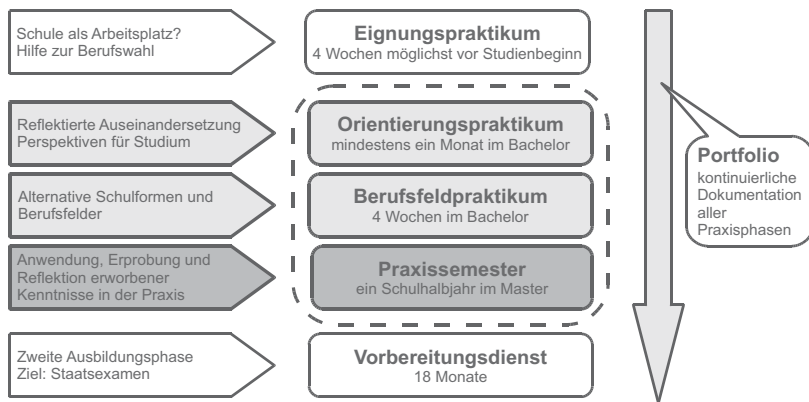 Schule als Arbeitsplatz?
Hilfe zur Berufswahl
Eignungspraktikum
4 Wochen möglichst vor Studienbeginn
Reflektierte Auseinandersetzung
Perspektiven für Studium
Orientierungspraktikum
mindestens ein Monat im Bachelor
Alternative Schulformen und
Berufsfelder
Berufsfeldpraktikum
4 Wochen im Bachelor
Anwendung, Erprobung und
Reflektion erworbener
Kenntnisse in der Praxis
Praxissemester
ein Schulhalbjahr im Master
Zweite Ausbildungsphase
Ziel: Staatsexamen
Vorbereitungsdienst
18 Monate
Portfolio
kontinuierliche
Dokumentation
aller
Praxisphasen